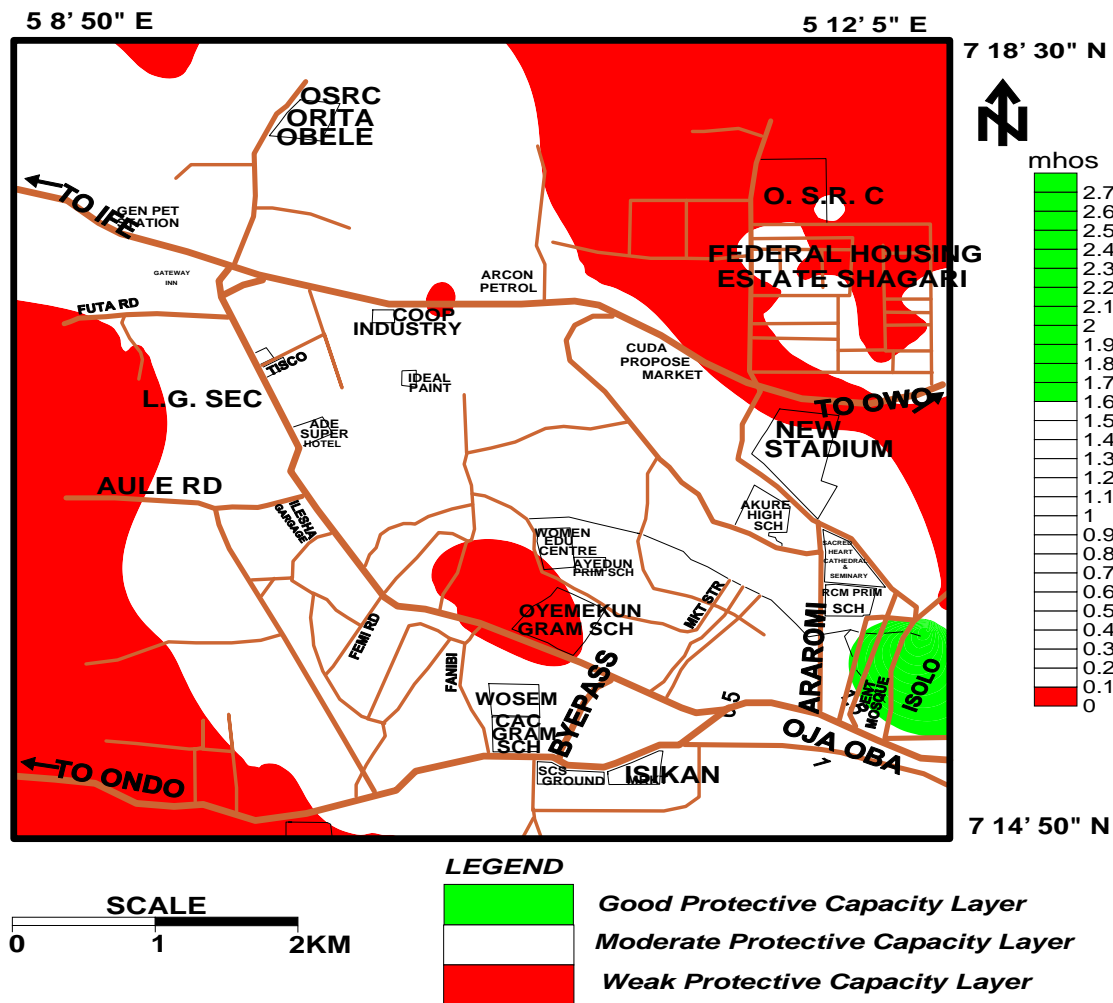 5 8' 50" E
5 12' 5" E
7 18' 30" N
N
mhos
OSRC
ORITA
OBELE
TO IFE
GEN PET
STATION
O. S.R. C
FEDERAL HOUSING
ESTATE SHAGARI
GATEWAY
INN
ARCON
PETROL
FUTA RD
COOP
INDUSTRY
CUDA
PROPOSE
MARKET
TISCO
IDEAL
PAINT
L.G. SEC
TO OWO
ADE
SUPER
HOTEL
NEW
STADIUM
AULE RD
ILESHA
GARGAGE
AKURE
HIGH
SCH
WOMEN
EDU
CENTRE
AYEDUN
PRIM SCH
SACRED
HEART
CATHEDRAL
&
SEMINARY
RCM PRIM
SCH
MKT STR
OYEMEKUN
GRAM SCH
FEMI RD
FANIBI
ARAROMI
ISOLO
MOSQUE
WOSEM
CAC
GRAM
SCH
BYEPASS
OJA OBA
1
TO ONDO
SCS
GROUND
ISIKAN
MRK
2.7
2.6
2.5
2.4
2.3
2.2
2.1
2
1.9
1.8
1.7
1.6
1.5
1.4
1.3
1.2
1.1
1
0.9
0.8
0.7
0.6
0.5
0.4
0.3
0.2
0.1
0
7 14' 50" N
LEGEND
SCALE
0 1 2KM
Good Protective Capacity Layer
Moderate Protective Capacity Layer
Weak Protective Capacity Layer